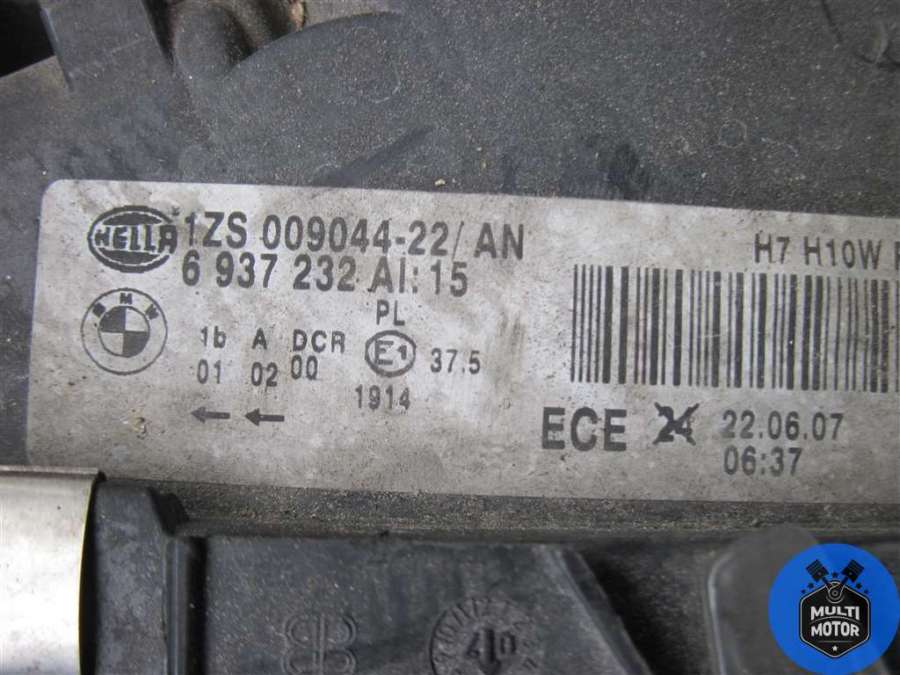 HELLA
1ZS 009044-22/AN
6 937 232 AI: 15
PL
BMW
1b A DCR E1 37.5
01 02 00
1914
H7 H10W
ECE 24 22.06.07
06:37
MULTI
MOTOR